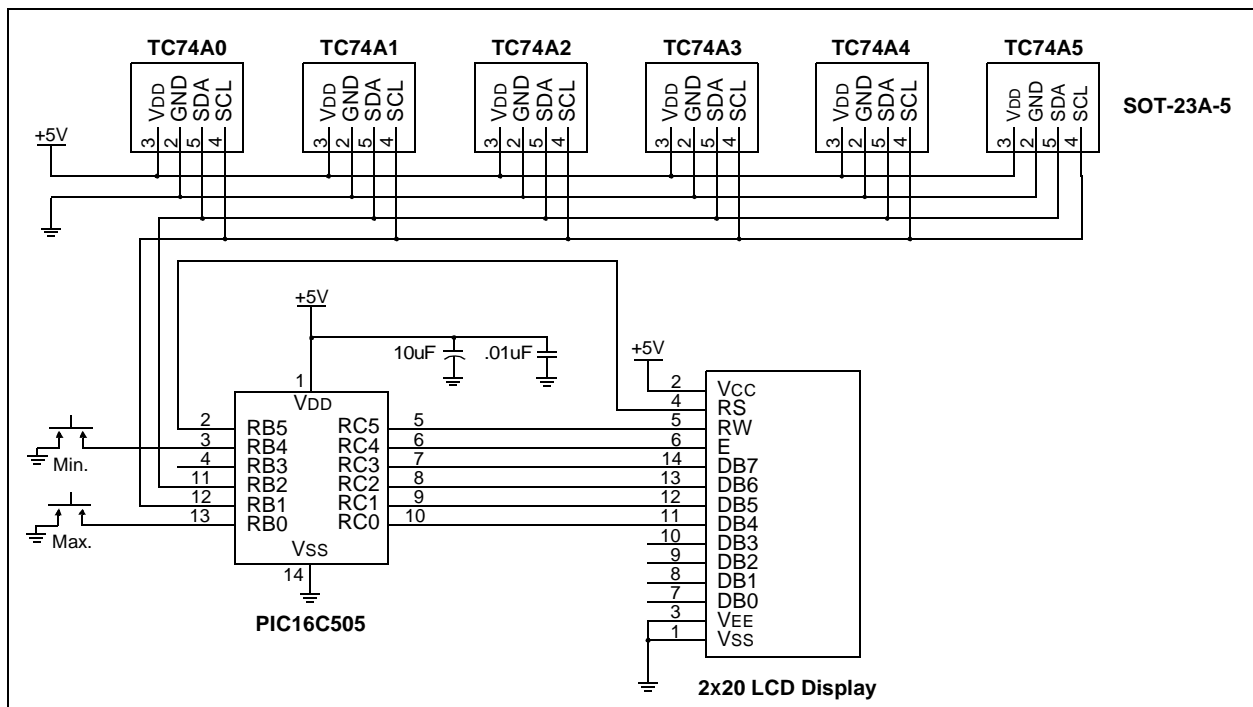 TC74A0 TC74A1 TC74A2 TC74A3 TC74A4 TC74A5
VDD GND SDA SCL VDD GND SDA SCL VDD GND SDA SCL VDD GND SDA SCL VDD GND SDA SCL VDD GND SDA SCL
SOT-23A-5
3 2 5 4 3 2 5 4 3 2 5 4 3 2 5 4 3 2 5 4 3 2 5 4
+5V
+5V
10uF .01uF
+5V
1
VDD
2 RB5 RC5 5
3 RB4 RC4 6
4 RB3 RC3 7
11 RB2 RC2 8
12 RB1 RC1 9
13 RB0 RC0 10
VSS
14
PIC16C505
Min.
Max.
2 VCC
4 RS
5 RW
6 E
14 DB7
13 DB6
12 DB5
11 DB4
10 DB3
9 DB2
8 DB1
7 DB0
3 VEE
1 VSS
2x20 LCD Display